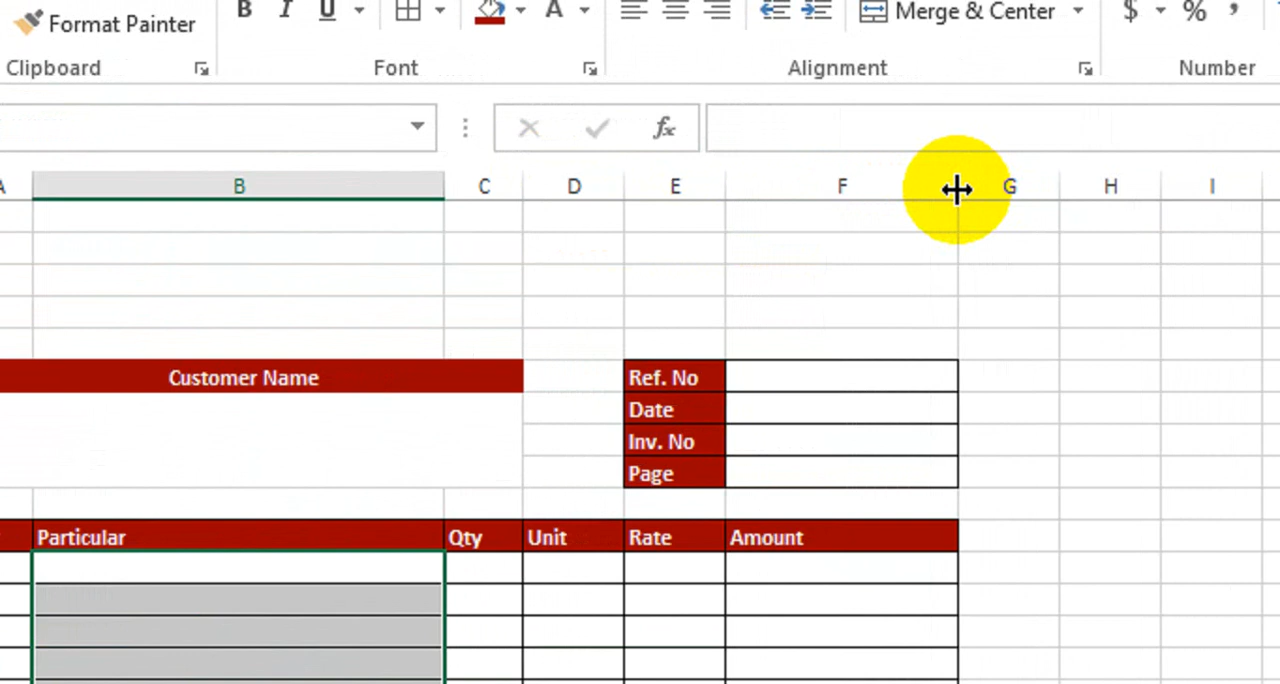 B I U A Merge & Center $ % ,
Format Painter
Clipboard Font Alignment Number
fx
A B C D E F G H I
Customer Name Ref. No
Date
Inv. No
Page
Particular Qty Unit Rate Amount